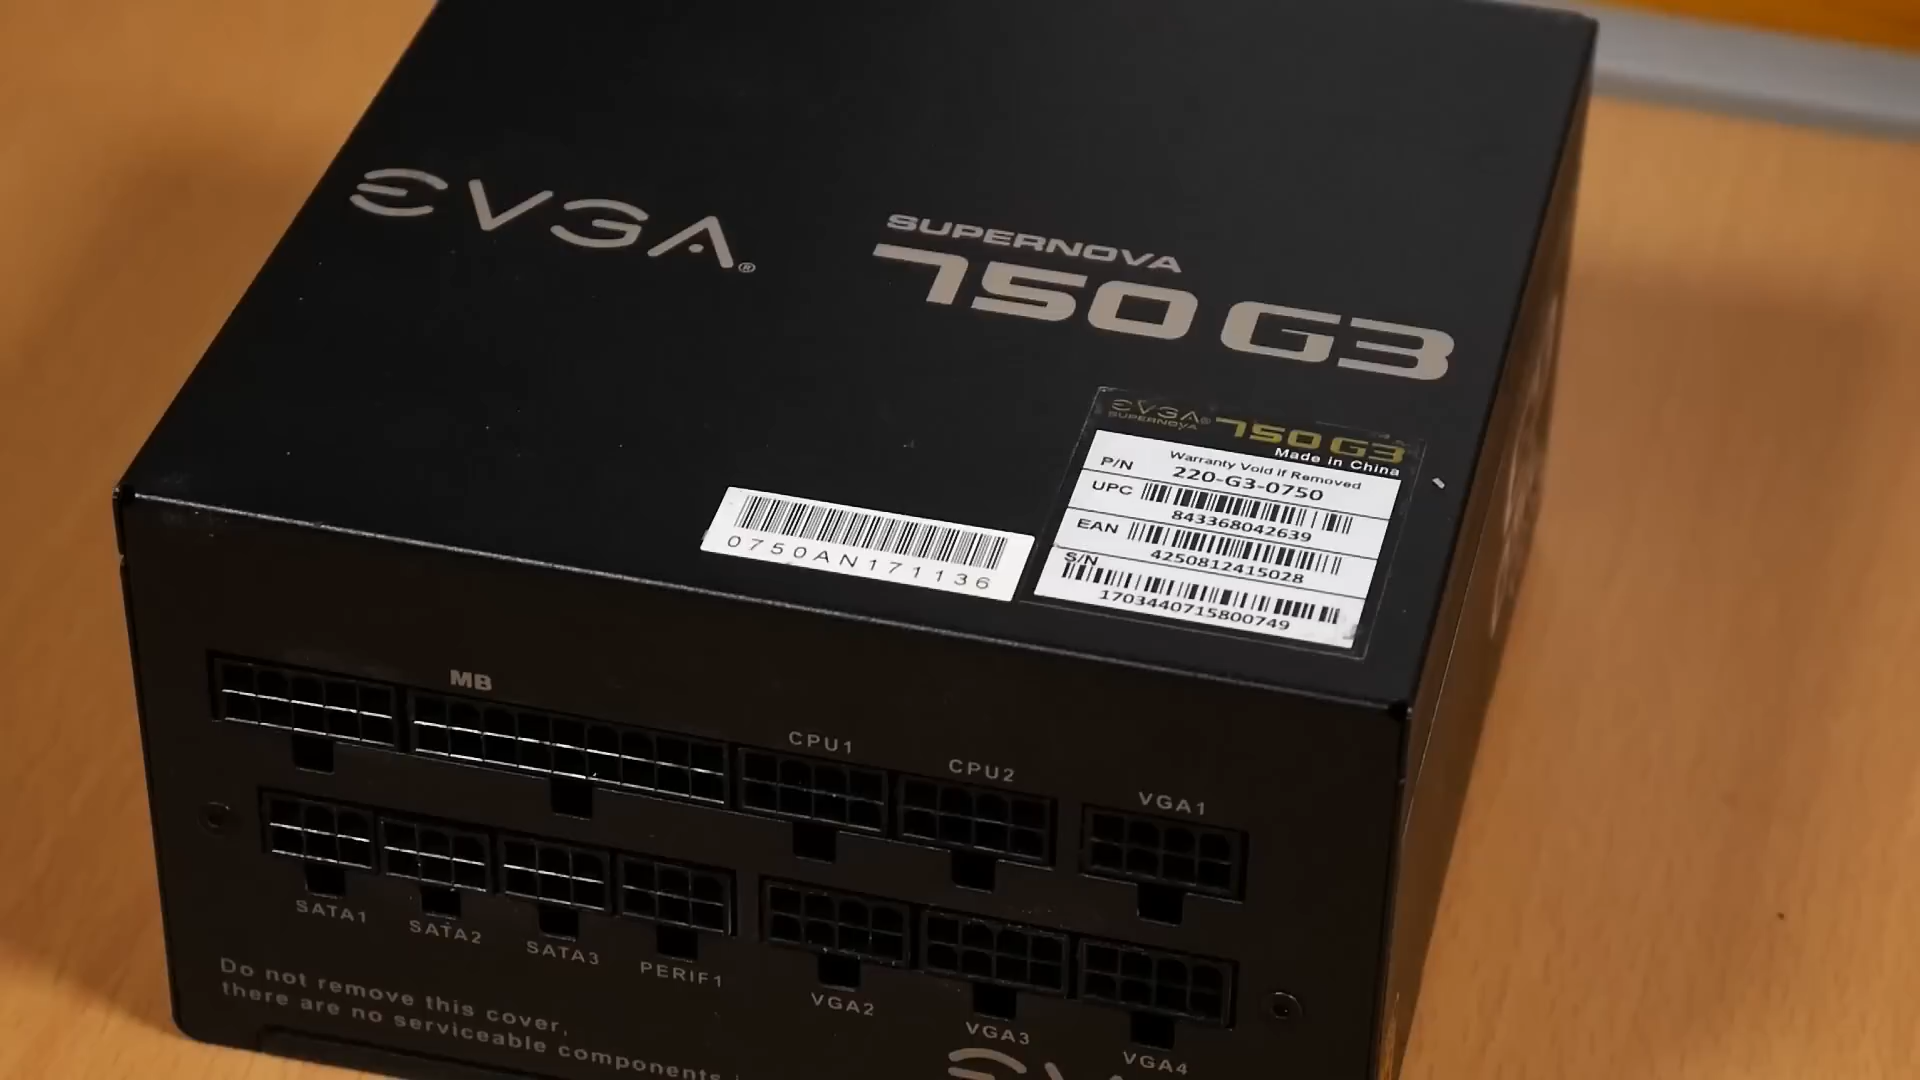 EVGA®
SUPERNOVA
750 G3
EVGA®
SUPERNOVA
750 G3
Made in China
Warranty Void if Removed
P/N 220-G3-0750
UPC
843368042639
EAN
4250812415028
S/N
1703440715800749
0750AN171136
MB
CPU1
CPU2
VGA1
SATA1
SATA2
SATA3
PERIF1
VGA2
VGA3
VGA4
Do not remove this cover,
there are no serviceable components